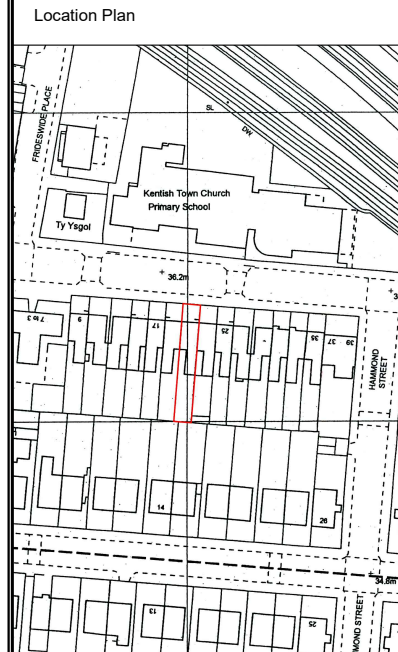 Location Plan
FRIDESWIDE PLACE
SL
DW
Kentish Town Church
Primary School
Ty Ysgol
36.2m
3
7 to 3
9
17
25
35
37
39
HAMMOND
STREET
14
26
34.8m
13
25
MOND STREET